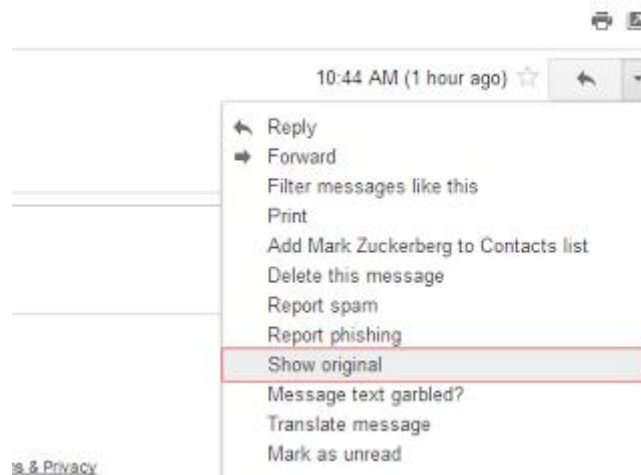 10:44 AM (1 hour ago)
Reply
Forward
Filter messages like this
Print
Add Mark Zuckerberg to Contacts list
Delete this message
Report spam
Report phishing
Show original
Message text garbled?
Translate message
Mark as unread
& Privacy